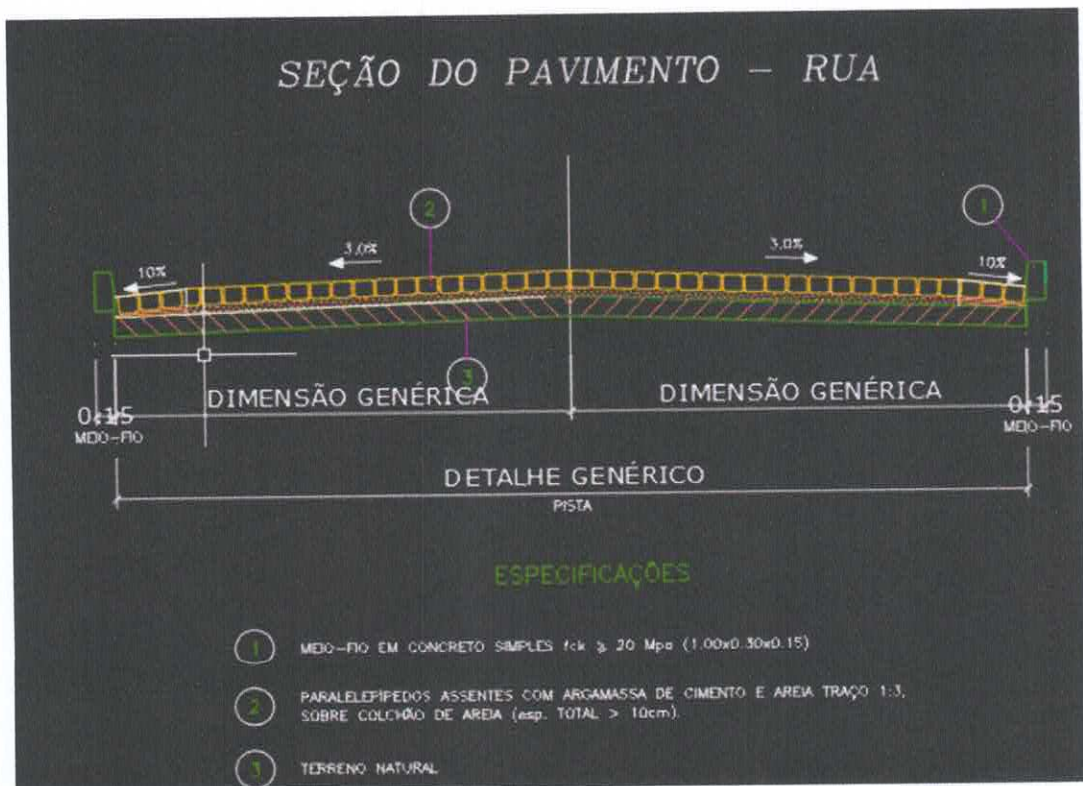 SEÇÃO DO PAVIMENTO – RUA
2
1
3.0%
3.0%
10%
10%
3
DIMENSÃO GENÉRICA
DIMENSÃO GENÉRICA
0.15
0.15
MEIO-FIO
MEIO-FIO
DETALHE GENÉRICO
PISTA
ESPECIFICAÇÕES
1 MEIO-FIO EM CONCRETO SIMPLES fck ≥ 20 Mpa (1.00x0.30x0.15)
2 PARALELEPÍPEDOS ASSENTES COM ARGAMASSA DE CIMENTO E AREIA TRAÇO 1:3,
SOBRE COLCHÃO DE AREIA (esp. TOTAL > 10cm).
3 TERRENO NATURAL